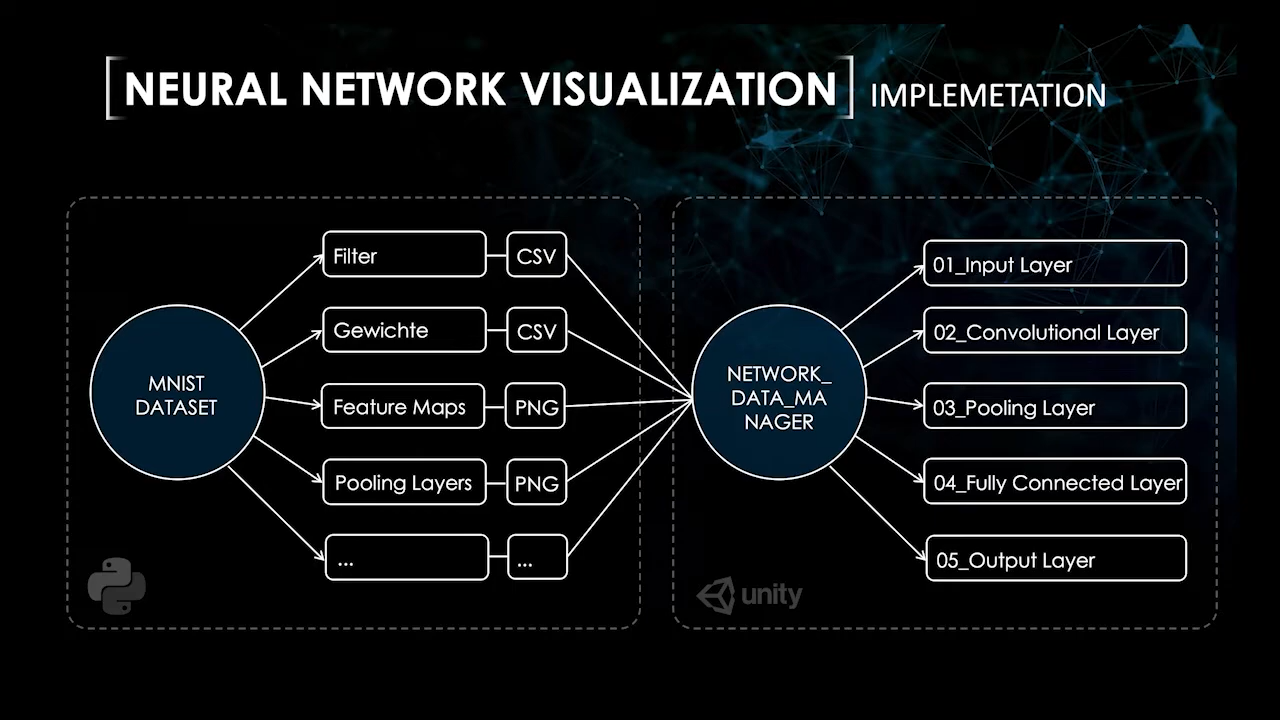 [NEURAL NETWORK VISUALIZATION] IMPLEMETATION
MNIST
DATASET
Filter
CSV
Gewichte
CSV
Feature Maps
PNG
Pooling Layers
PNG
...
...
NETWORK_
DATA_MA
NAGER
01_Input Layer
02_Convolutional Layer
03_Pooling Layer
04_Fully Connected Layer
05_Output Layer
unity